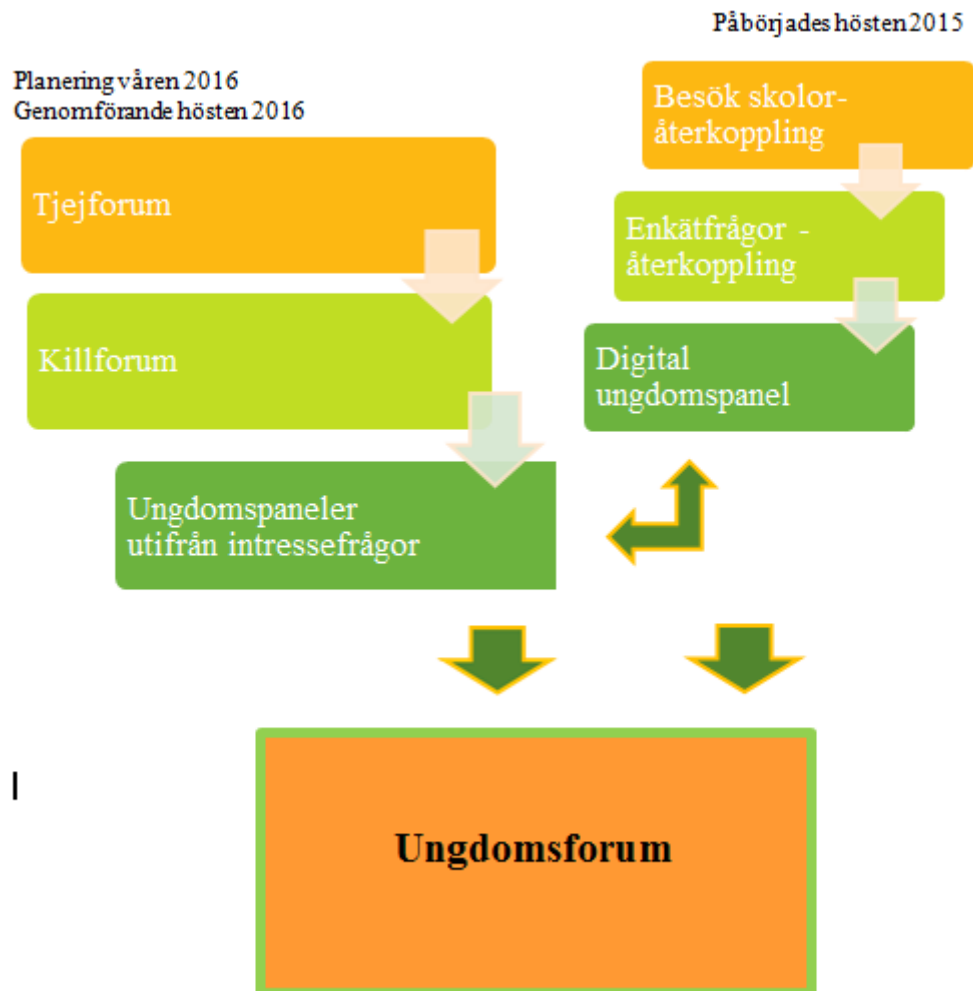 Påbörjades hösten 2015
Planering våren 2016
Genomförande hösten 2016
Tjejforum
Killforum
Ungdomspaneler
utifrån intressefrågor
Besök skolor-
återkoppling
Enkätfrågor -
återkoppling
Digital
ungdomspanel
Ungdomsforum